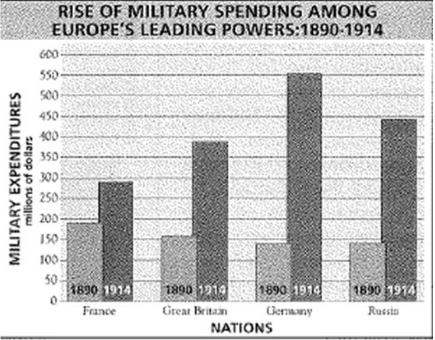 RISE OF MILITARY SPENDING AMONG
EUROPE'S LEADING POWERS:1890-1914
MILITARY EXPENDITURES
millions of dollars
600
550
500
450
400
350
300
250
200
150
100
50
0
1890 1914 1890 1914 1890 1914 1890 1914
France Great Britain Germany Russia
NATIONS